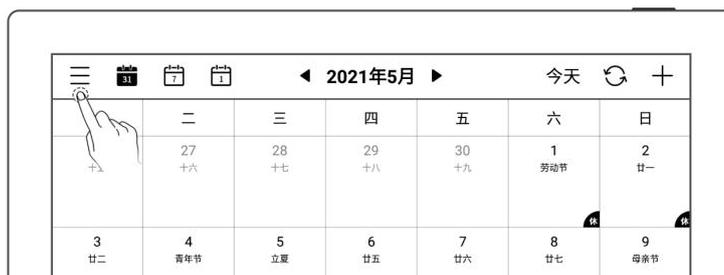 31 7 1 2021年5月 今天
二 三 四 五 六 日
27 28 29 30 1 2
十六 十七 十八 十九 劳动节 廿一
休 休
3 4 5 6 7 8 9
廿二 青年节 立夏 廿五 廿六 廿七 母亲节